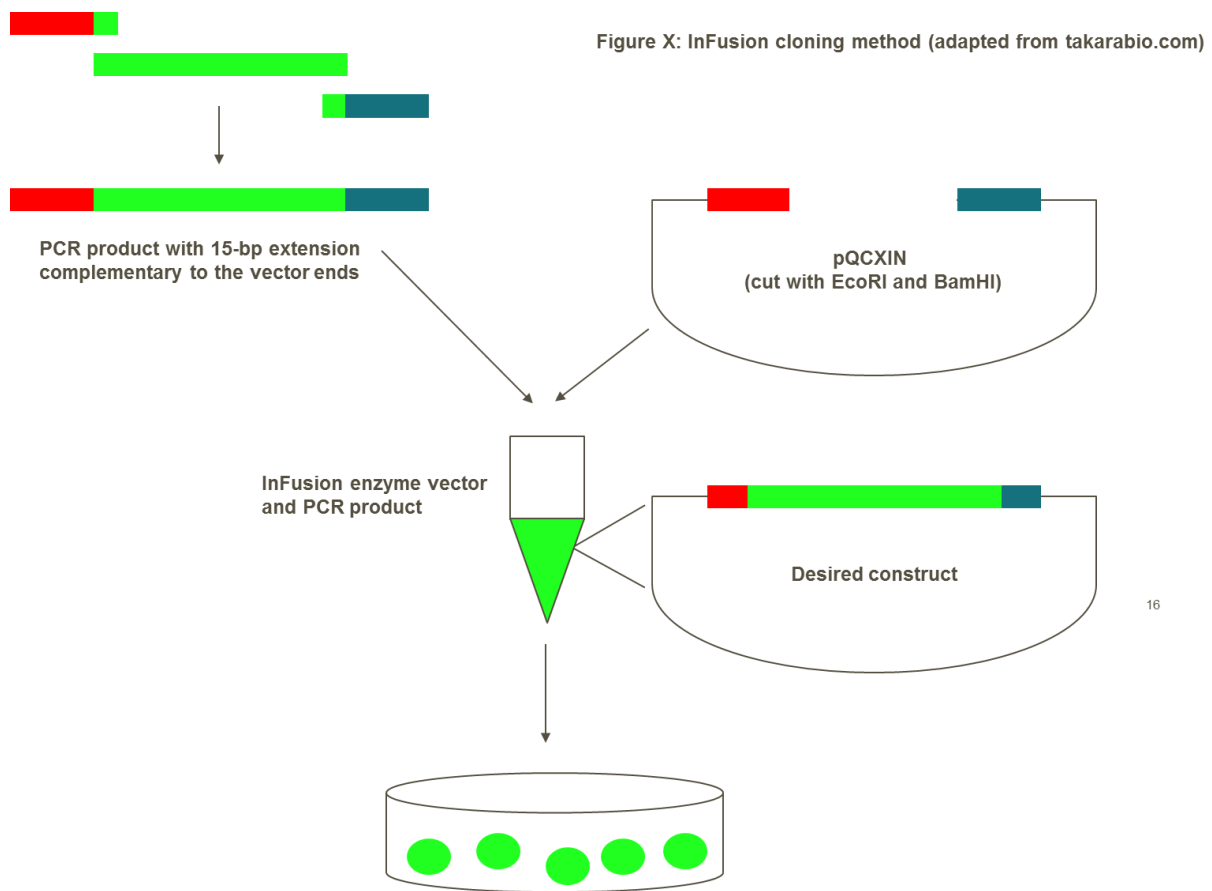 Figure X: InFusion cloning method (adapted from takarabio.com)
PCR product with 15-bp extension
complementary to the vector ends
pQCXIN
(cut with EcoRI and BamHI)
InFusion enzyme vector
and PCR product
Desired construct
16